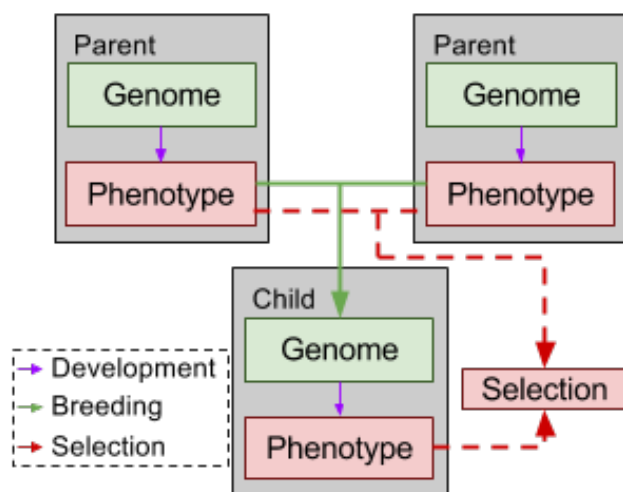 Parent
Genome
Phenotype
Parent
Genome
Phenotype
Child
Genome
Phenotype
Selection
Development
Breeding
Selection